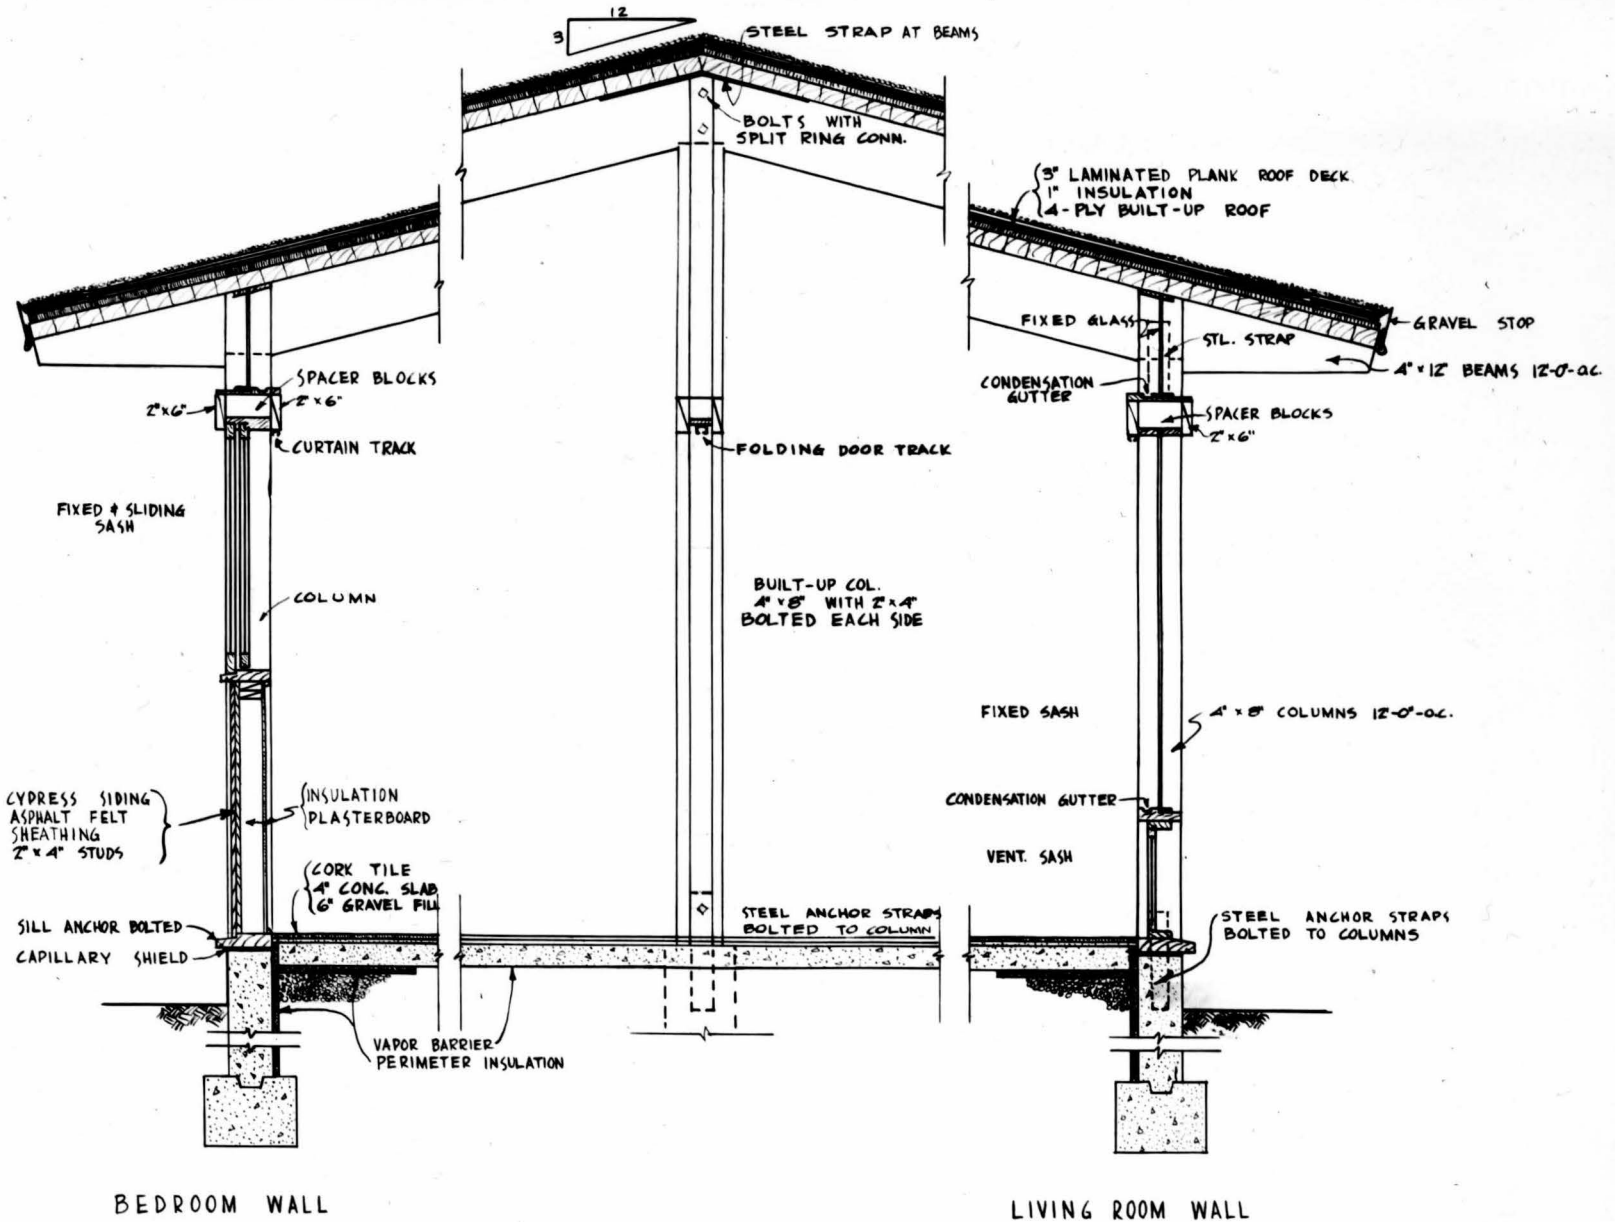 12
3
STEEL STRAP AT BEAMS
BOLTS WITH
SPLIT RING CONN.
3" LAMINATED PLANK ROOF DECK
1" INSULATION
4-PLY BUILT-UP ROOF
FIXED GLASS
GRAVEL STOP
STL. STRAP
4" x 12" BEAMS 12'-0"-o.c.
SPACER BLOCKS
2" x 6"
2" x 6"
CONDENSATION
GUTTER
SPACER BLOCKS
2" x 6"
CURTAIN TRACK
FOLDING DOOR TRACK
FIXED & SLIDING
SASH
COLUMN
BUILT-UP COL.
4" x 8" WITH 2" x 4"
BOLTED EACH SIDE
FIXED SASH
4" x 8" COLUMNS 12'-0"-o.c.
CYPRESS SIDING
ASPHALT FELT
SHEATHING
2" x 4" STUDS
INSULATION
PLASTERBOARD
CONDENSATION GUTTER
VENT. SASH
CORK TILE
4" CONC. SLAB
6" GRAVEL FILL
SILL ANCHOR BOLTED
CAPILLARY SHIELD
STEEL ANCHOR STRAPS
BOLTED TO COLUMN
STEEL ANCHOR STRAPS
BOLTED TO COLUMNS
VAPOR BARRIER
PERIMETER INSULATION
BEDROOM WALL
LIVING ROOM WALL